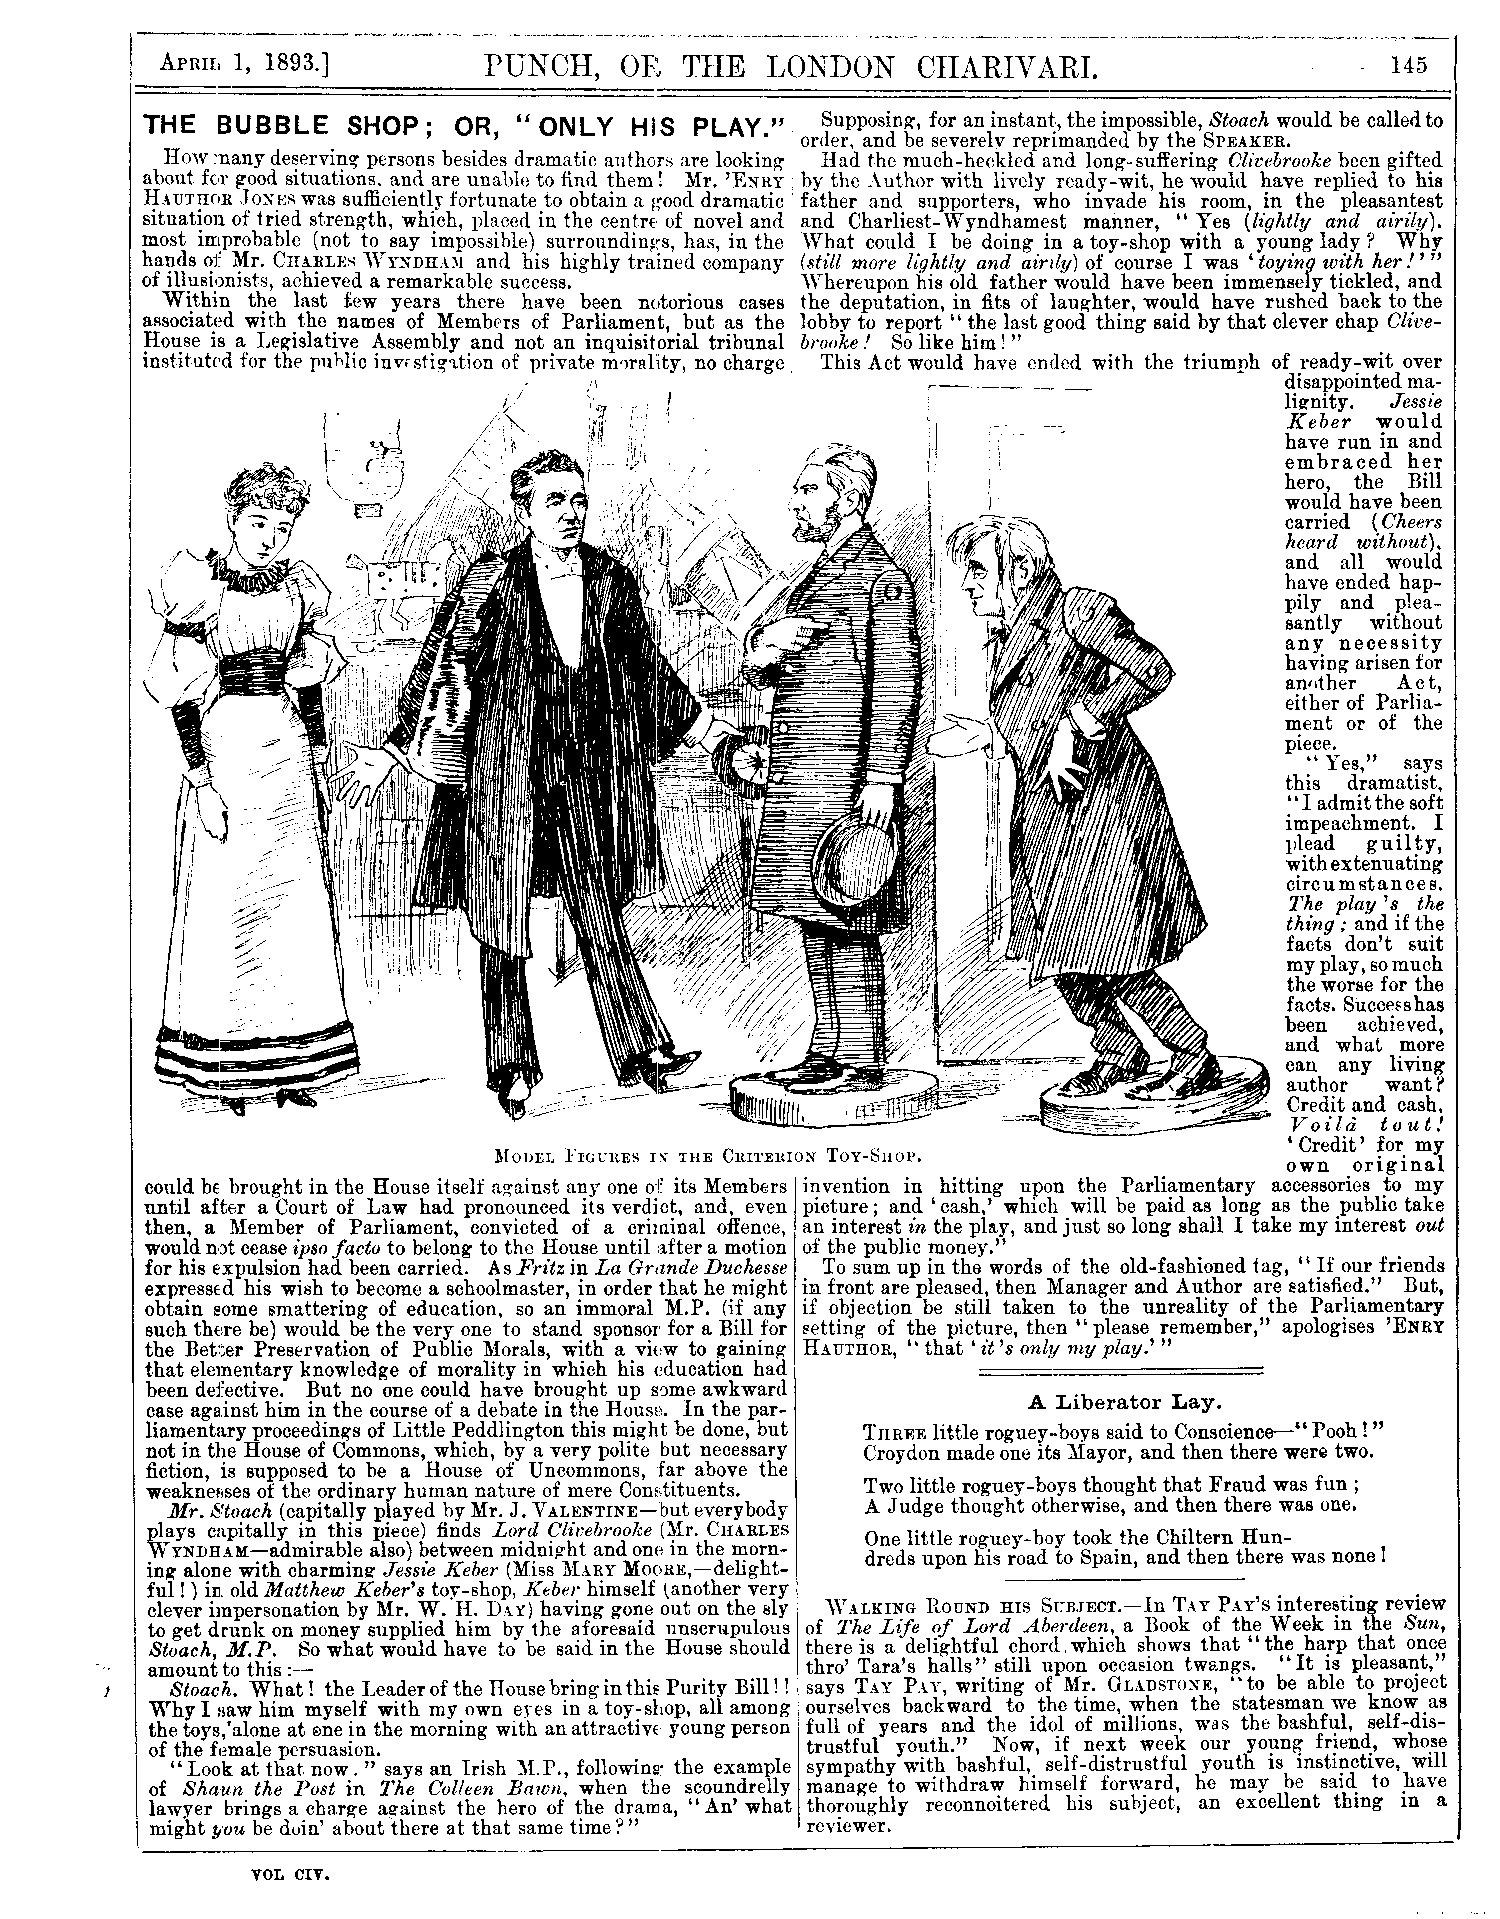 APRIL 1, 1893.] PUNCH, OR THE LONDON CHARIVARI. 145
THE BUBBLE SHOP; OR, "ONLY HIS PLAY."
How many deserving persons besides dramatic authors are looking
about for good situations, and are unable to find them! Mr. 'ENRY
HAUTHOR JONES was sufficiently fortunate to obtain a good dramatic
situation of tried strength, which, placed in the centre of novel and
most improbable (not to say impossible) surroundings, has, in the
hands of Mr. CHARLES WYNDHAM and his highly trained company
of illusionists, achieved a remarkable success.
Within the last few years there have been notorious cases
associated with the names of Members of Parliament, but as the
House is a Legislative Assembly and not an inquisitorial tribunal
instituted for the public investigation of private morality, no charge
MODEL FIGURES IN THE CRITERION TOY-SHOP.
could be brought in the House itself against any one of its Members
until after a Court of Law had pronounced its verdict, and, even
then, a Member of Parliament, convicted of a criminal offence,
would not cease ipso facto to belong to the House until after a motion
for his expulsion had been carried. As Fritz in La Grande Duchesse
expressed his wish to become a schoolmaster, in order that he might
obtain some smattering of education, so an immoral M.P. (if any
such there be) would be the very one to stand sponsor for a Bill for
the Better Preservation of Public Morals, with a view to gaining
that elementary knowledge of morality in which his education had
been defective. But no one could have brought up some awkward
case against him in the course of a debate in the House. In the par-
liamentary proceedings of Little Peddlington this might be done, but
not in the House of Commons, which, by a very polite but necessary
fiction, is supposed to be a House of Uncommons, far above the
weaknesses of the ordinary human nature of mere Constituents.
Mr. Stoach (capitally played by Mr. J. VALENTINE—but everybody
plays capitally in this piece) finds Lord Clivebrooke (Mr. CHARLES
WYNDHAM—admirable also) between midnight and one in the morn-
ing alone with charming Jessie Keber (Miss MARY MOORE,—delight-
ful!) in old Matthew Keber's toy-shop, Keber himself (another very
clever impersonation by Mr. W. H. DAY) having gone out on the sly
to get drunk on money supplied him by the aforesaid unscrupulous
Stoach, M.P. So what would have to be said in the House should
amount to this:—
Stoach. What! the Leader of the House bring in this Purity Bill!!
Why I saw him myself with my own eyes in a toy-shop, all among
the toys, alone at one in the morning with an attractive young person
of the female persuasion.
"Look at that now." says an Irish M.P., following the example
of Shaun the Post in The Colleen Bawn, when the scoundrelly
lawyer brings a charge against the hero of the drama, "An' what
might you be doin' about there at that same time?"
Supposing, for an instant, the impossible, Stoach would be called to
order, and be severely reprimanded by the SPEAKER.
Had the much-heckled and long-suffering Clivebrooke been gifted
by the Author with lively ready-wit, he would have replied to his
father and supporters, who invade his room, in the pleasantest
and Charliest-Wyndhamest manner, "Yes (lightly and airily).
What could I be doing in a toy-shop with a young lady? Why
(still more lightly and airily) of course I was 'toying with her!'"
Whereupon his old father would have been immensely tickled, and
the deputation, in fits of laughter, would have rushed back to the
lobby to report "the last good thing said by that clever chap Clive-
brooke! So like him!"
This Act would have ended with the triumph of ready-wit over
disappointed ma-
lignity. Jessie
Keber would
have run in and
embraced her
hero, the Bill
would have been
carried (Cheers
heard without),
and all would
have ended hap-
pily and plea-
santly without
any necessity
having arisen for
another Act,
either of Parlia-
ment or of the
piece.
"Yes," says
this dramatist,
"I admit the soft
impeachment. I
plead guilty,
with extenuating
circumstances.
The play's the
thing; and if the
facts don't suit
my play, so much
the worse for the
facts. Success has
been achieved,
and what more
can any living
author want?
Credit and cash,
Voilà tout!
'Credit' for my
own original
invention in hitting upon the Parliamentary accessories to my
picture; and 'cash,' which will be paid as long as the public take
an interest in the play, and just so long shall I take my interest out
of the public money."
To sum up in the words of the old-fashioned tag, "If our friends
in front are pleased, then Manager and Author are satisfied." But,
if objection be still taken to the unreality of the Parliamentary
setting of the picture, then "please remember," apologises 'ENRY
HAUTHOR, "that 'it's only my play.'"
A Liberator Lay.
THREE little roguey-boys said to Conscience—"Pooh!"
Croydon made one its Mayor, and then there were two.
Two little roguey-boys thought that Fraud was fun;
A Judge thought otherwise, and then there was one.
One little roguey-boy took the Chiltern Hun-
dreds upon his road to Spain, and then there was none!
WALKING ROUND HIS SUBJECT.—In TAY PAY'S interesting review
of The Life of Lord Aberdeen, a Book of the Week in the Sun,
there is a delightful chord which shows that "the harp that once
thro' Tara's halls" still upon occasion twangs. "It is pleasant,"
says TAY PAY, writing of Mr. GLADSTONE, "to be able to project
ourselves backward to the time, when the statesman we know as
full of years and the idol of millions, was the bashful, self-dis-
trustful youth." Now, if next week our young friend, whose
sympathy with bashful, self-distrustful youth is instinctive, will
manage to withdraw himself forward, he may be said to have
thoroughly reconnoitered his subject, an excellent thing in a
reviewer.
VOL CIV.